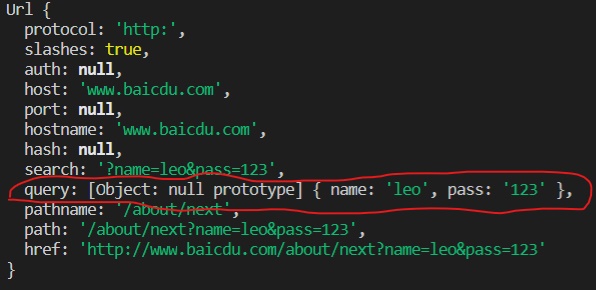 Url {
  protocol: 'http:',
  slashes: true,
  auth: null,
  host: 'www.baicdu.com',
  port: null,
  hostname: 'www.baicdu.com',
  hash: null,
  search: '?name=leo&pass=123',
  query: [Object: null prototype] { name: 'leo', pass: '123' },
  pathname: '/about/next',
  path: '/about/next?name=leo&pass=123',
  href: 'http://www.baicdu.com/about/next?name=leo&pass=123'
}